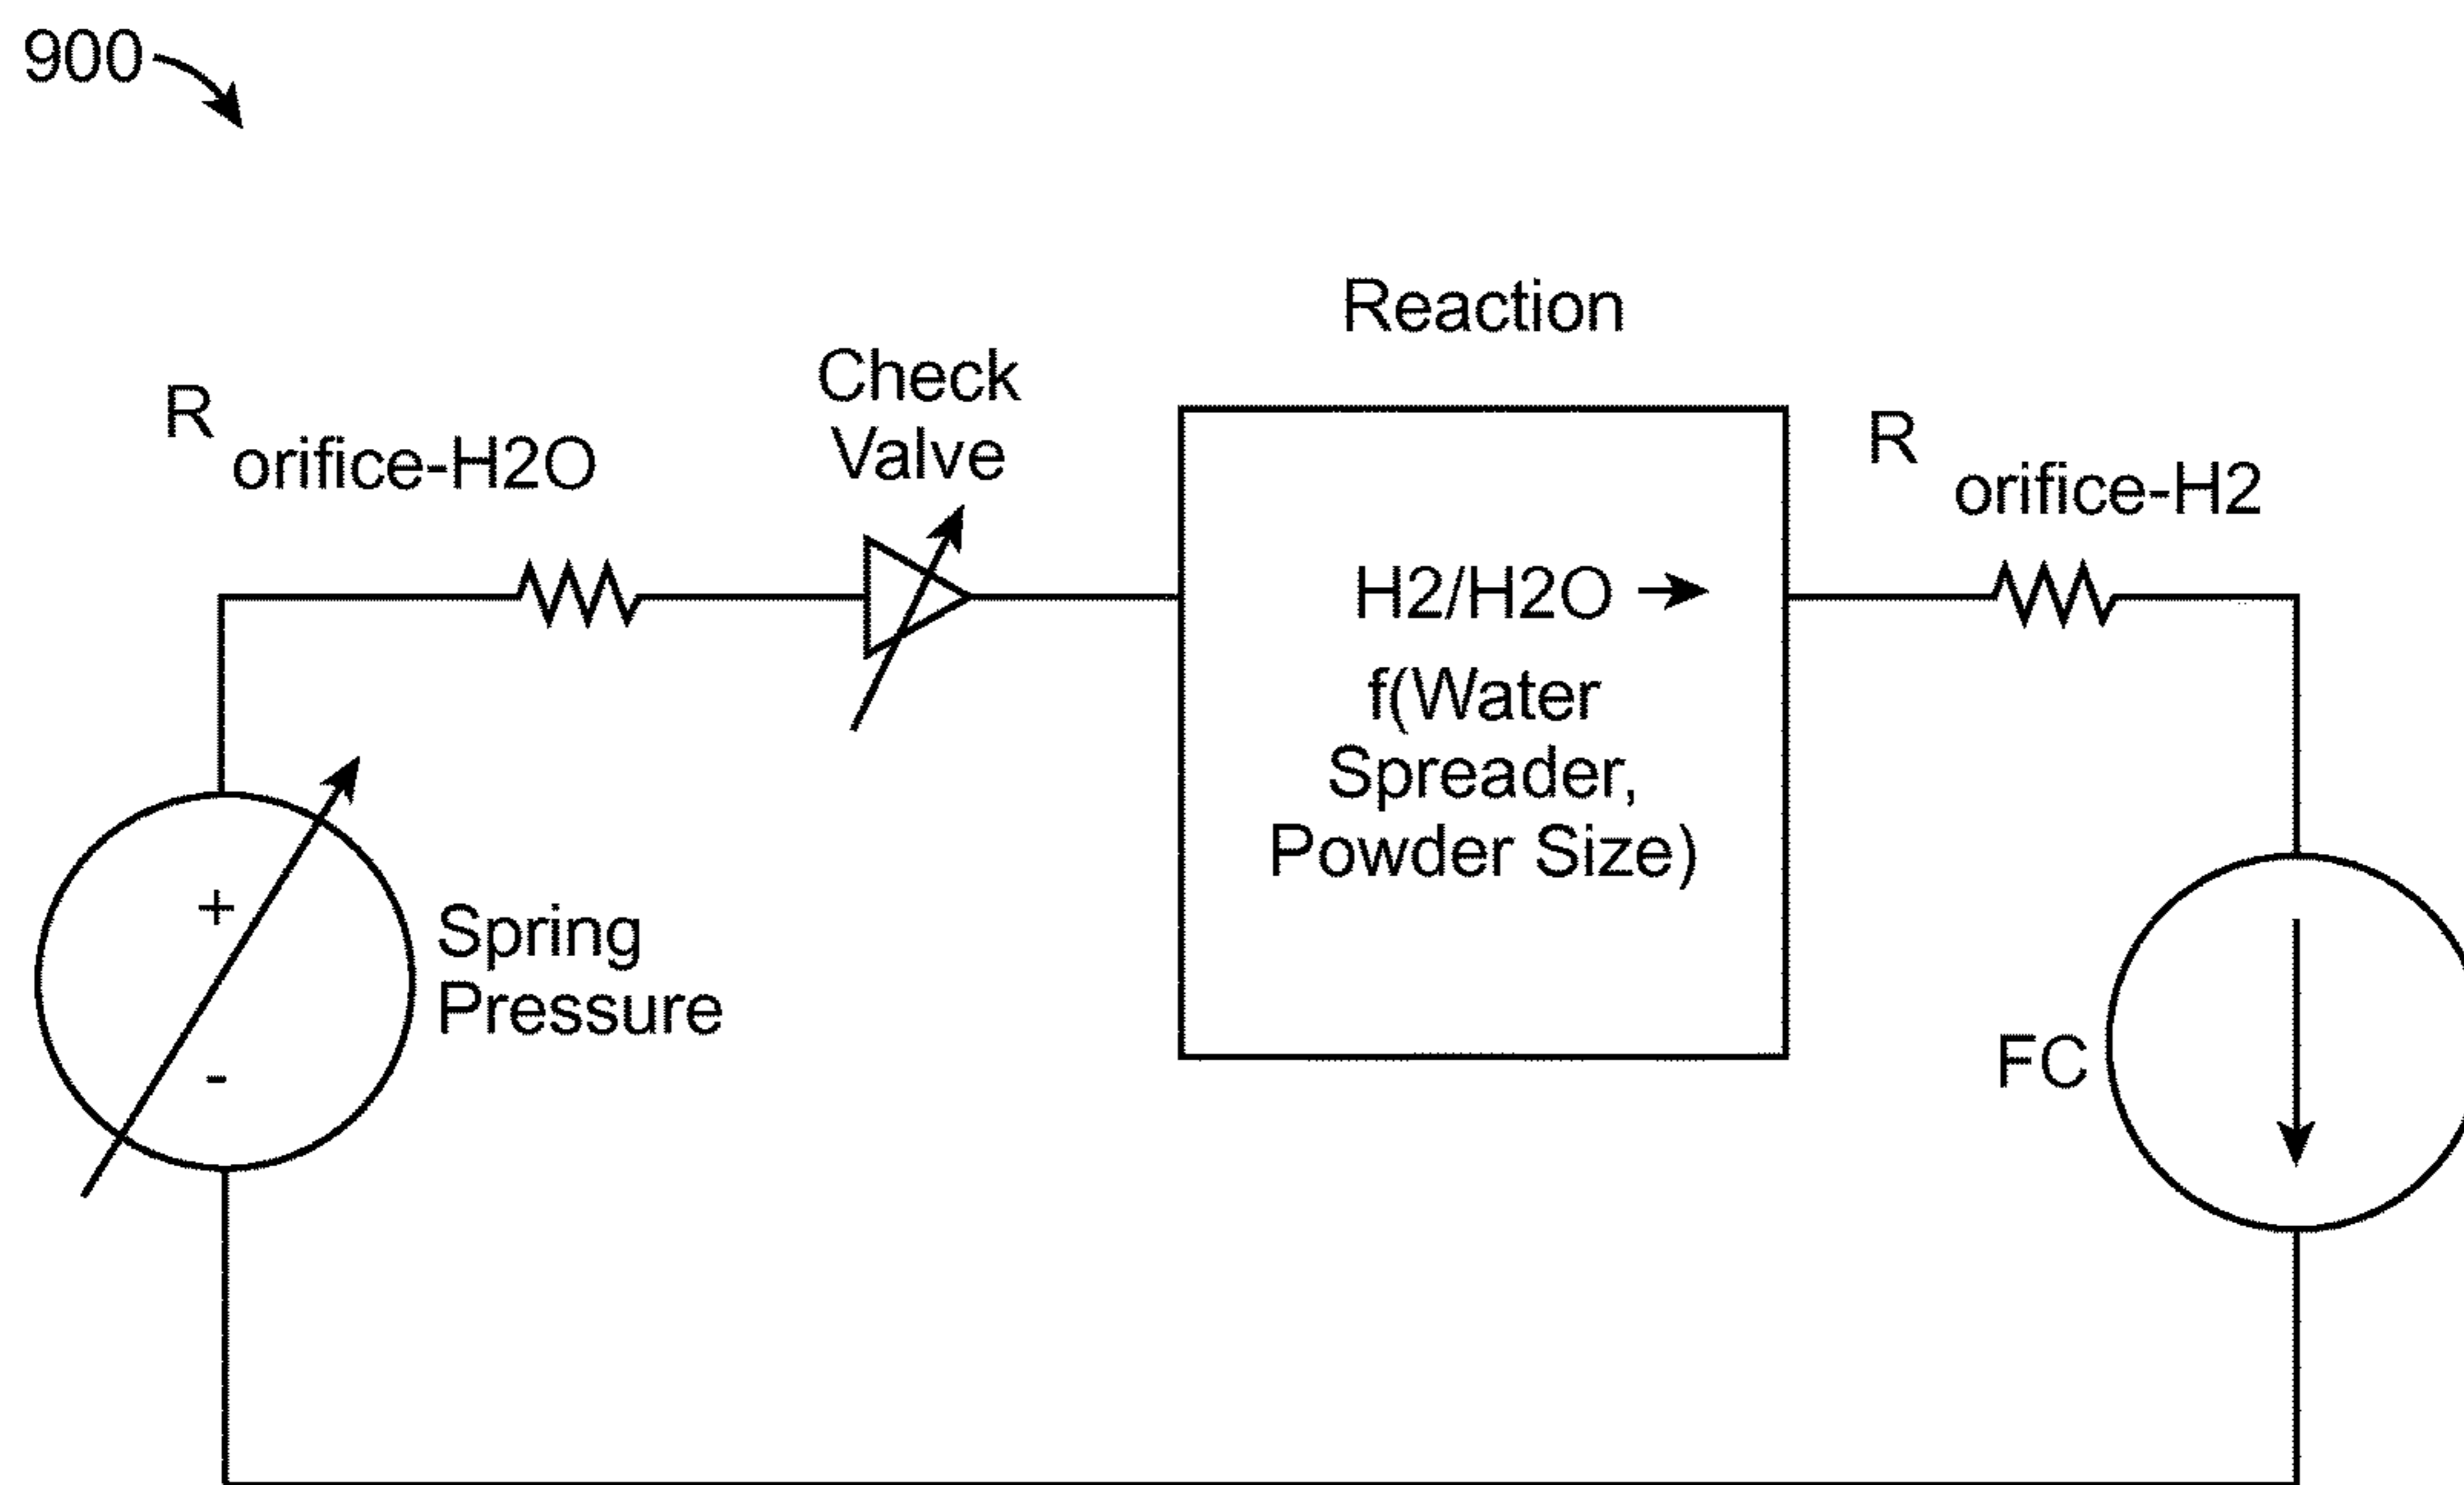 900
Reaction
Check
Valve
R
orifice-H2O
R
orifice-H2
H2/H2O →
f(Water
Spreader,
Powder Size)
+
Spring
Pressure
-
FC